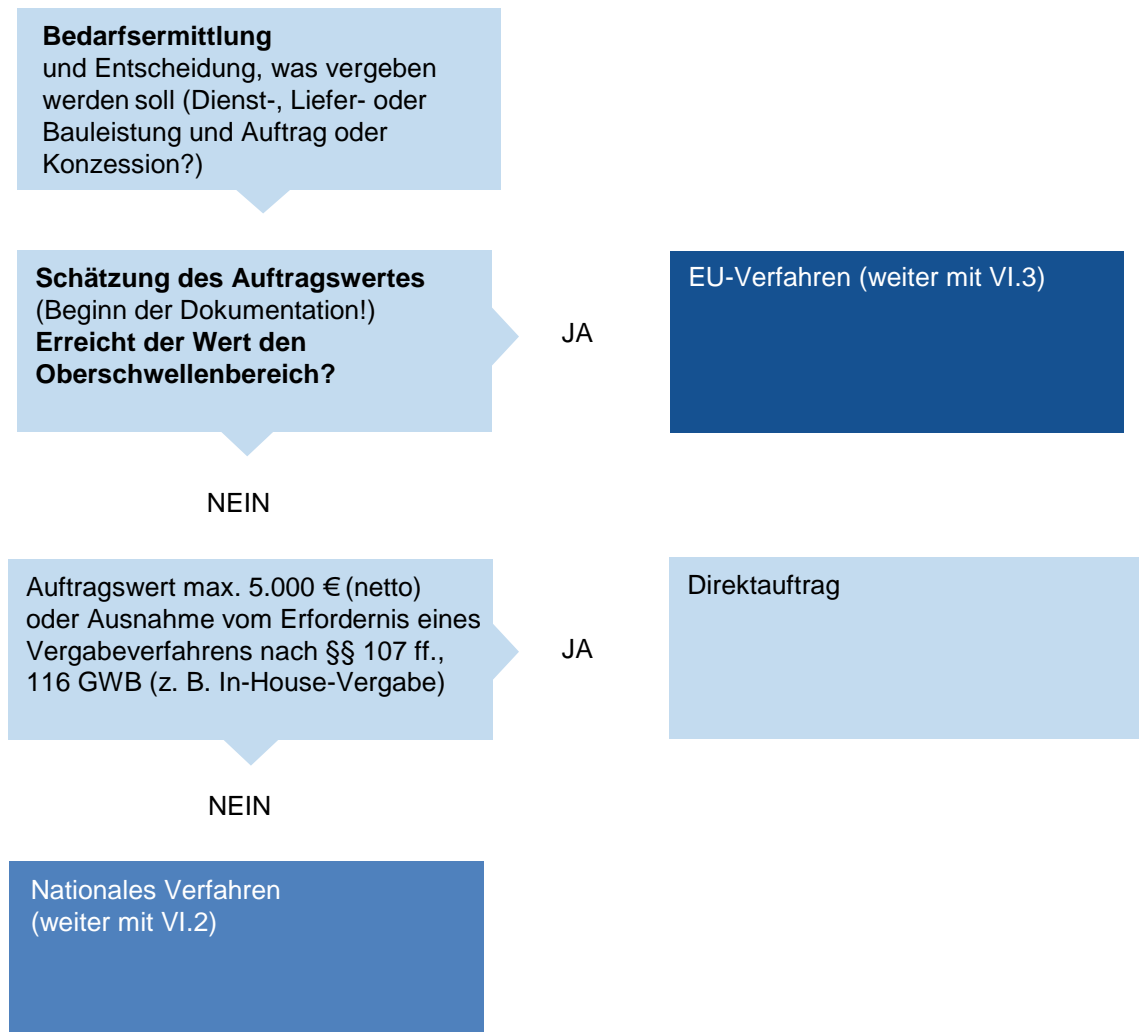 Bedarfsermittlung
und Entscheidung, was vergeben
werden soll (Dienst-, Liefer- oder
Bauleistung und Auftrag oder
Konzession?)
Schätzung des Auftragswertes
(Beginn der Dokumentation!)
Erreicht der Wert den
Oberschwellenbereich?
JA
EU-Verfahren (weiter mit VI.3)
NEIN
Auftragswert max. 5.000 € (netto)
oder Ausnahme vom Erfordernis eines
Vergabeverfahrens nach §§ 107 ff.,
116 GWB (z. B. In-House-Vergabe)
JA
Direktauftrag
NEIN
Nationales Verfahren
(weiter mit VI.2)